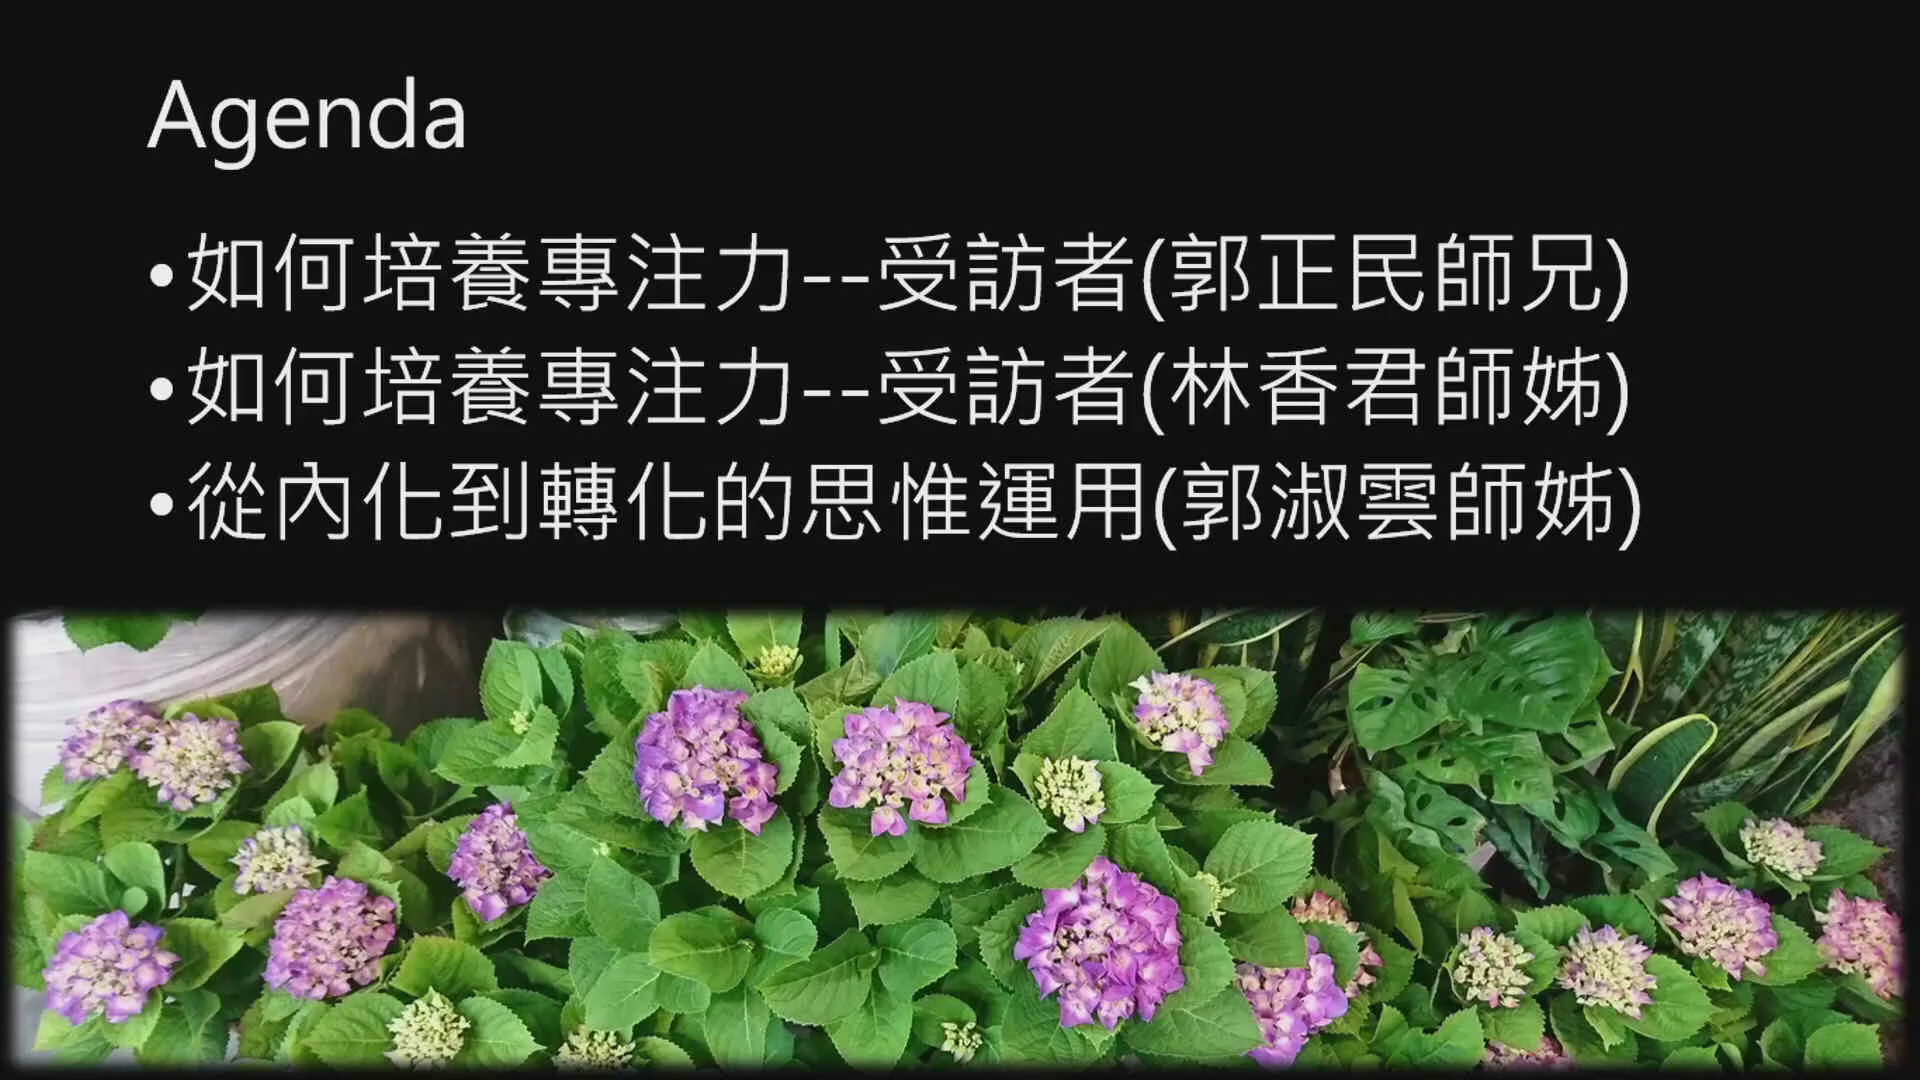 Agenda
•如何培養專注力--受訪者(郭正民師兄)
•如何培養專注力--受訪者(林香君師姊)
•從內化到轉化的思惟運用(郭淑雲師姊)